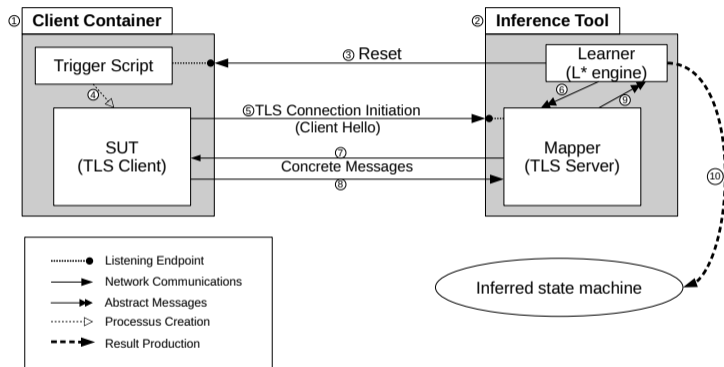 ① Client Container
② Inference Tool
Trigger Script
③ Reset
Learner
(L* engine)
④
⑤TLS Connection Initiation
(Client Hello)
⑥
⑨
SUT
(TLS Client)
⑦
Concrete Messages
⑧
Mapper
(TLS Server)
⑩
Listening Endpoint
Network Communications
Abstract Messages
Processus Creation
Result Production
Inferred state machine